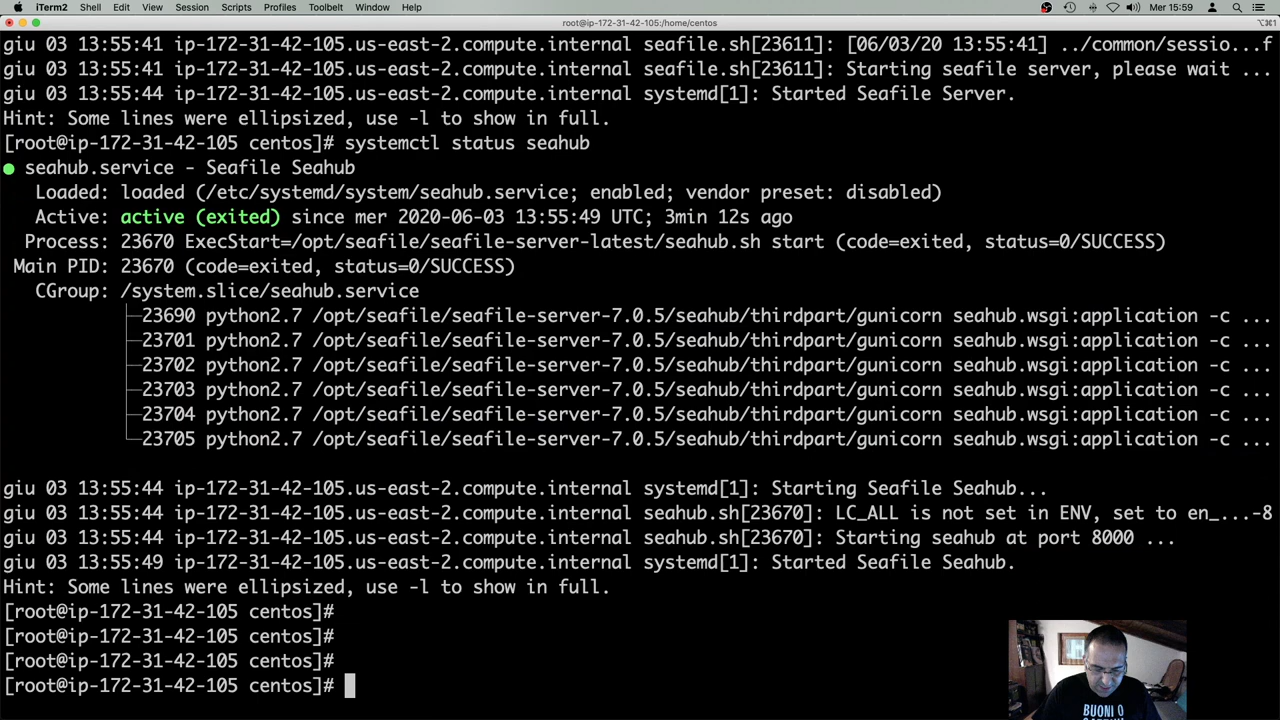 iTerm2 Shell Edit View Session Scripts Profiles Toolbelt Window Help Mer 15:59
root@ip-172-31-42-105:/home/centos ⌥⌘1
giu 03 13:55:41 ip-172-31-42-105.us-east-2.compute.internal seafile.sh[23611]: [06/03/20 13:55:41] ../common/sessio...f
giu 03 13:55:41 ip-172-31-42-105.us-east-2.compute.internal seafile.sh[23611]: Starting seafile server, please wait ...
giu 03 13:55:44 ip-172-31-42-105.us-east-2.compute.internal systemd[1]: Started Seafile Server.
Hint: Some lines were ellipsized, use -l to show in full.
[root@ip-172-31-42-105 centos]# systemctl status seahub
● seahub.service - Seafile Seahub
Loaded: loaded (/etc/systemd/system/seahub.service; enabled; vendor preset: disabled)
Active: active (exited) since mer 2020-06-03 13:55:49 UTC; 3min 12s ago
Process: 23670 ExecStart=/opt/seafile/seafile-server-latest/seahub.sh start (code=exited, status=0/SUCCESS)
Main PID: 23670 (code=exited, status=0/SUCCESS)
CGroup: /system.slice/seahub.service
├─23690 python2.7 /opt/seafile/seafile-server-7.0.5/seahub/thirdpart/gunicorn seahub.wsgi:application -c ...
├─23701 python2.7 /opt/seafile/seafile-server-7.0.5/seahub/thirdpart/gunicorn seahub.wsgi:application -c ...
├─23702 python2.7 /opt/seafile/seafile-server-7.0.5/seahub/thirdpart/gunicorn seahub.wsgi:application -c ...
├─23703 python2.7 /opt/seafile/seafile-server-7.0.5/seahub/thirdpart/gunicorn seahub.wsgi:application -c ...
├─23704 python2.7 /opt/seafile/seafile-server-7.0.5/seahub/thirdpart/gunicorn seahub.wsgi:application -c ...
└─23705 python2.7 /opt/seafile/seafile-server-7.0.5/seahub/thirdpart/gunicorn seahub.wsgi:application -c ...
giu 03 13:55:44 ip-172-31-42-105.us-east-2.compute.internal systemd[1]: Starting Seafile Seahub...
giu 03 13:55:44 ip-172-31-42-105.us-east-2.compute.internal seahub.sh[23670]: LC_ALL is not set in ENV, set to en_...-8
giu 03 13:55:44 ip-172-31-42-105.us-east-2.compute.internal seahub.sh[23670]: Starting seahub at port 8000 ...
giu 03 13:55:49 ip-172-31-42-105.us-east-2.compute.internal systemd[1]: Started Seafile Seahub.
Hint: Some lines were ellipsized, use -l to show in full.
[root@ip-172-31-42-105 centos]#
[root@ip-172-31-42-105 centos]#
[root@ip-172-31-42-105 centos]#
[root@ip-172-31-42-105 centos]#
BUONI O